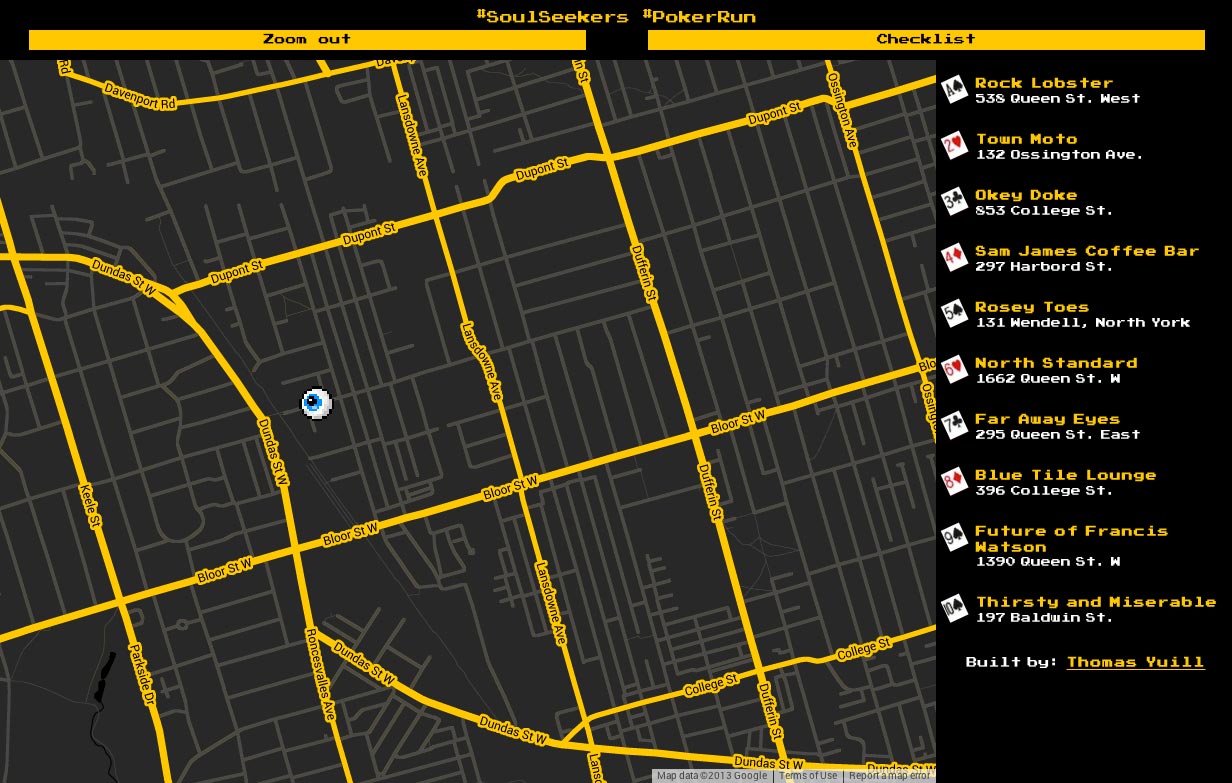 #SoulSeekers #PokerRun
Zoom out
Checklist
Rd
Davenport Rd
Lansdowne Ave
Dupont St
Ossington Ave
Dupont St
Dupont St
Dufferin St
Dundas St W
Dupont St
Lansdowne Ave
Bloor St W
Dundas St W
Keele St
Bloor St W
Dufferin St
Bloor St W
Bloor St W
Lansdowne Ave
Parkside Dr
Roncesvalles Ave
Dundas St W
College St
College St
Dufferin St
Dundas St W
Dundas St W
Dundas St W
Map data ©2013 Google
Terms of Use
Report a map error
A♠
Rock Lobster
538 Queen St. West
2♥
Town Moto
132 Ossington Ave.
3♣
Okey Doke
853 College St.
4♦
Sam James Coffee Bar
297 Harbord St.
5♠
Rosey Toes
131 Wendell, North York
6♥
North Standard
1662 Queen St. W
7♣
Far Away Eyes
295 Queen St. East
8♦
Blue Tile Lounge
396 College St.
9♠
Future of Francis
Watson
1390 Queen St. W
10♠
Thirsty and Miserable
197 Baldwin St.
Built by: Thomas Yuill